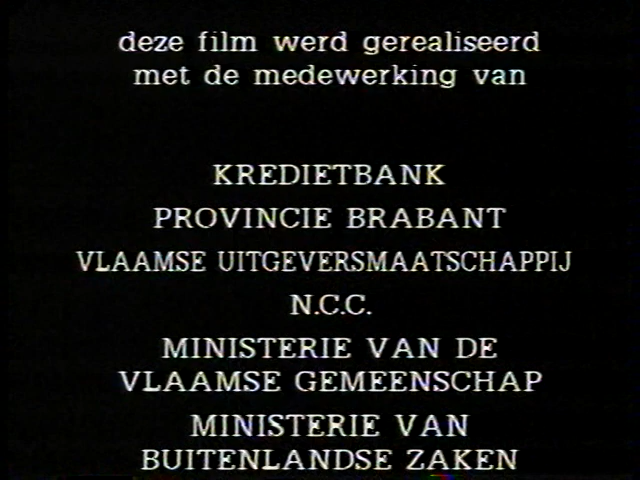 deze film werd gerealiseerd
met de medewerking van
KREDIETBANK
PROVINCIE BRABANT
VLAAMSE UITGEVERSMAATSCHAPPIJ
N.C.C.
MINISTERIE VAN DE
VLAAMSE GEMEENSCHAP
MINISTERIE VAN
BUITENLANDSE ZAKEN